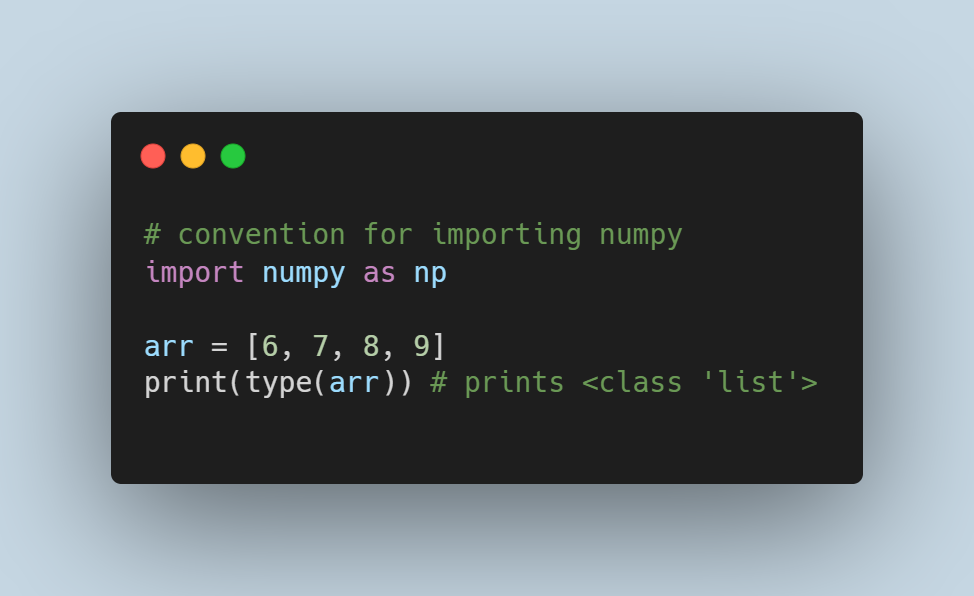 # convention for importing numpy
import numpy as np
arr = [6, 7, 8, 9]
print(type(arr)) # prints <class 'list'>